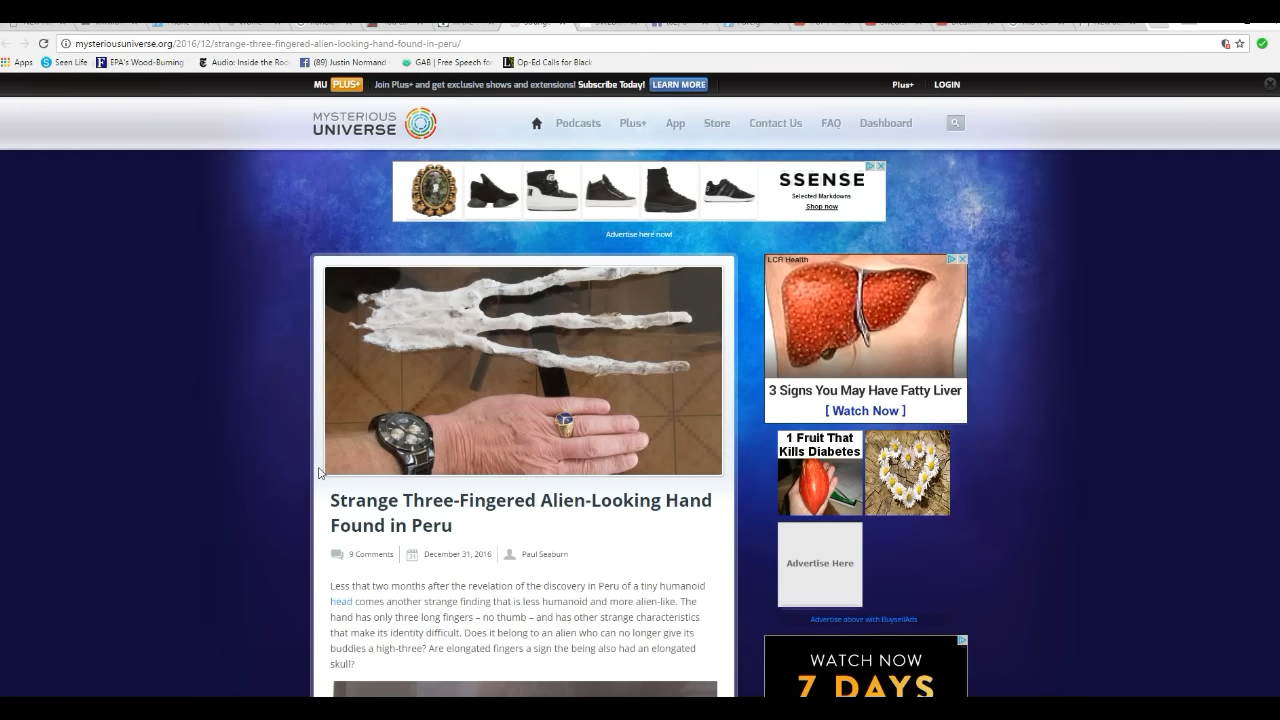 mysteriousuniverse.org/2016/12/strange-three-fingered-alien-looking-hand-found-in-peru/
Apps Seen Life EPA's Wood-Burning Audio: Inside the Roo (89) Justin Normand GAB | Free Speech fo Op-Ed Calls for Black
MU PLUS+ Join Plus+ and get exclusive shows and extensions! Subscribe Today! LEARN MORE Plus+ LOGIN
MYSTERIOUS
UNIVERSE
Podcasts Plus+ App Store Contact Us FAQ Dashboard
SSENSE
Selected Markdowns
Shop now
Advertise here now!
Strange Three-Fingered Alien-Looking Hand
Found in Peru
9 Comments December 31, 2016 Paul Seaburn
Less that two months after the revelation of the discovery in Peru of a tiny humanoid
head comes another strange finding that is less humanoid and more alien-like. The
hand has only three long fingers – no thumb – and has other strange characteristics
that make its identity difficult. Does it belong to an alien who can no longer give its
buddies a high-three? Are elongated fingers a sign the being also had an elongated
skull?
LCR Health
3 Signs You May Have Fatty Liver
[ Watch Now ]
1 Fruit That
Kills Diabetes
Advertise Here
Advertise above with BuysellAds
WATCH NOW
7 DAYS